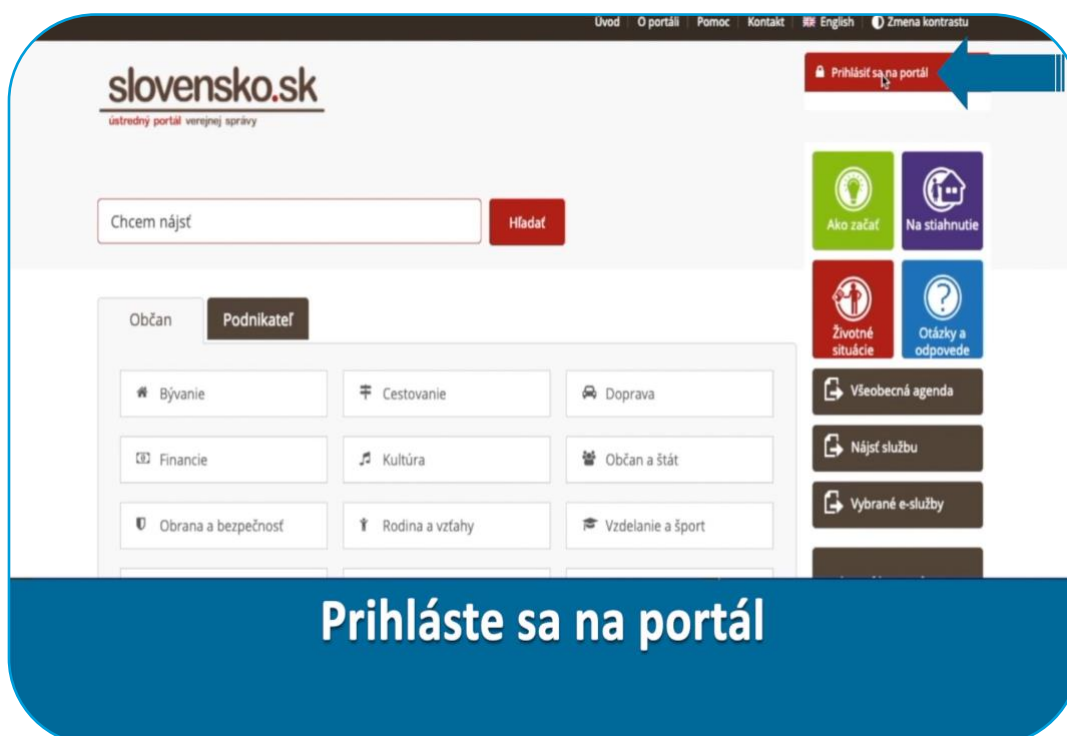 Úvod
O portáli
Pomoc
Kontakt
English
Zmena kontrastu
slovensko.sk
ústredný portál verejnej správy
Prihlásiť sa na portál
Chcem nájsť
Hľadať
Ako začať
Na stiahnutie
Životné
situácie
Otázky a
odpovede
Občan
Podnikateľ
Bývanie
Cestovanie
Doprava
Financie
Kultúra
Občan a štát
Obrana a bezpečnosť
Rodina a vzťahy
Vzdelanie a šport
Všeobecná agenda
Nájsť službu
Vybrané e-služby
Prihláste sa na portál